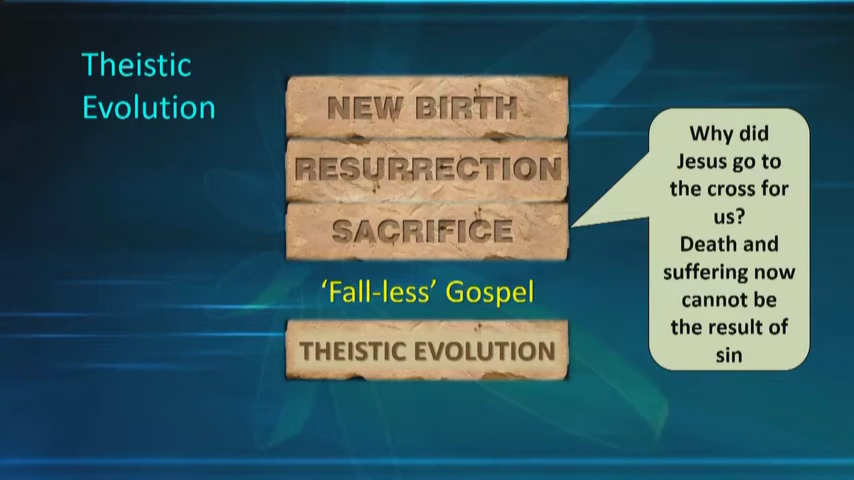 Theistic
Evolution
NEW BIRTH
RESURRECTION
SACRIFICE
‘Fall-less’ Gospel
THEISTIC EVOLUTION
Why did
Jesus go to
the cross for
us?
Death and
suffering now
cannot be
the result of
sin